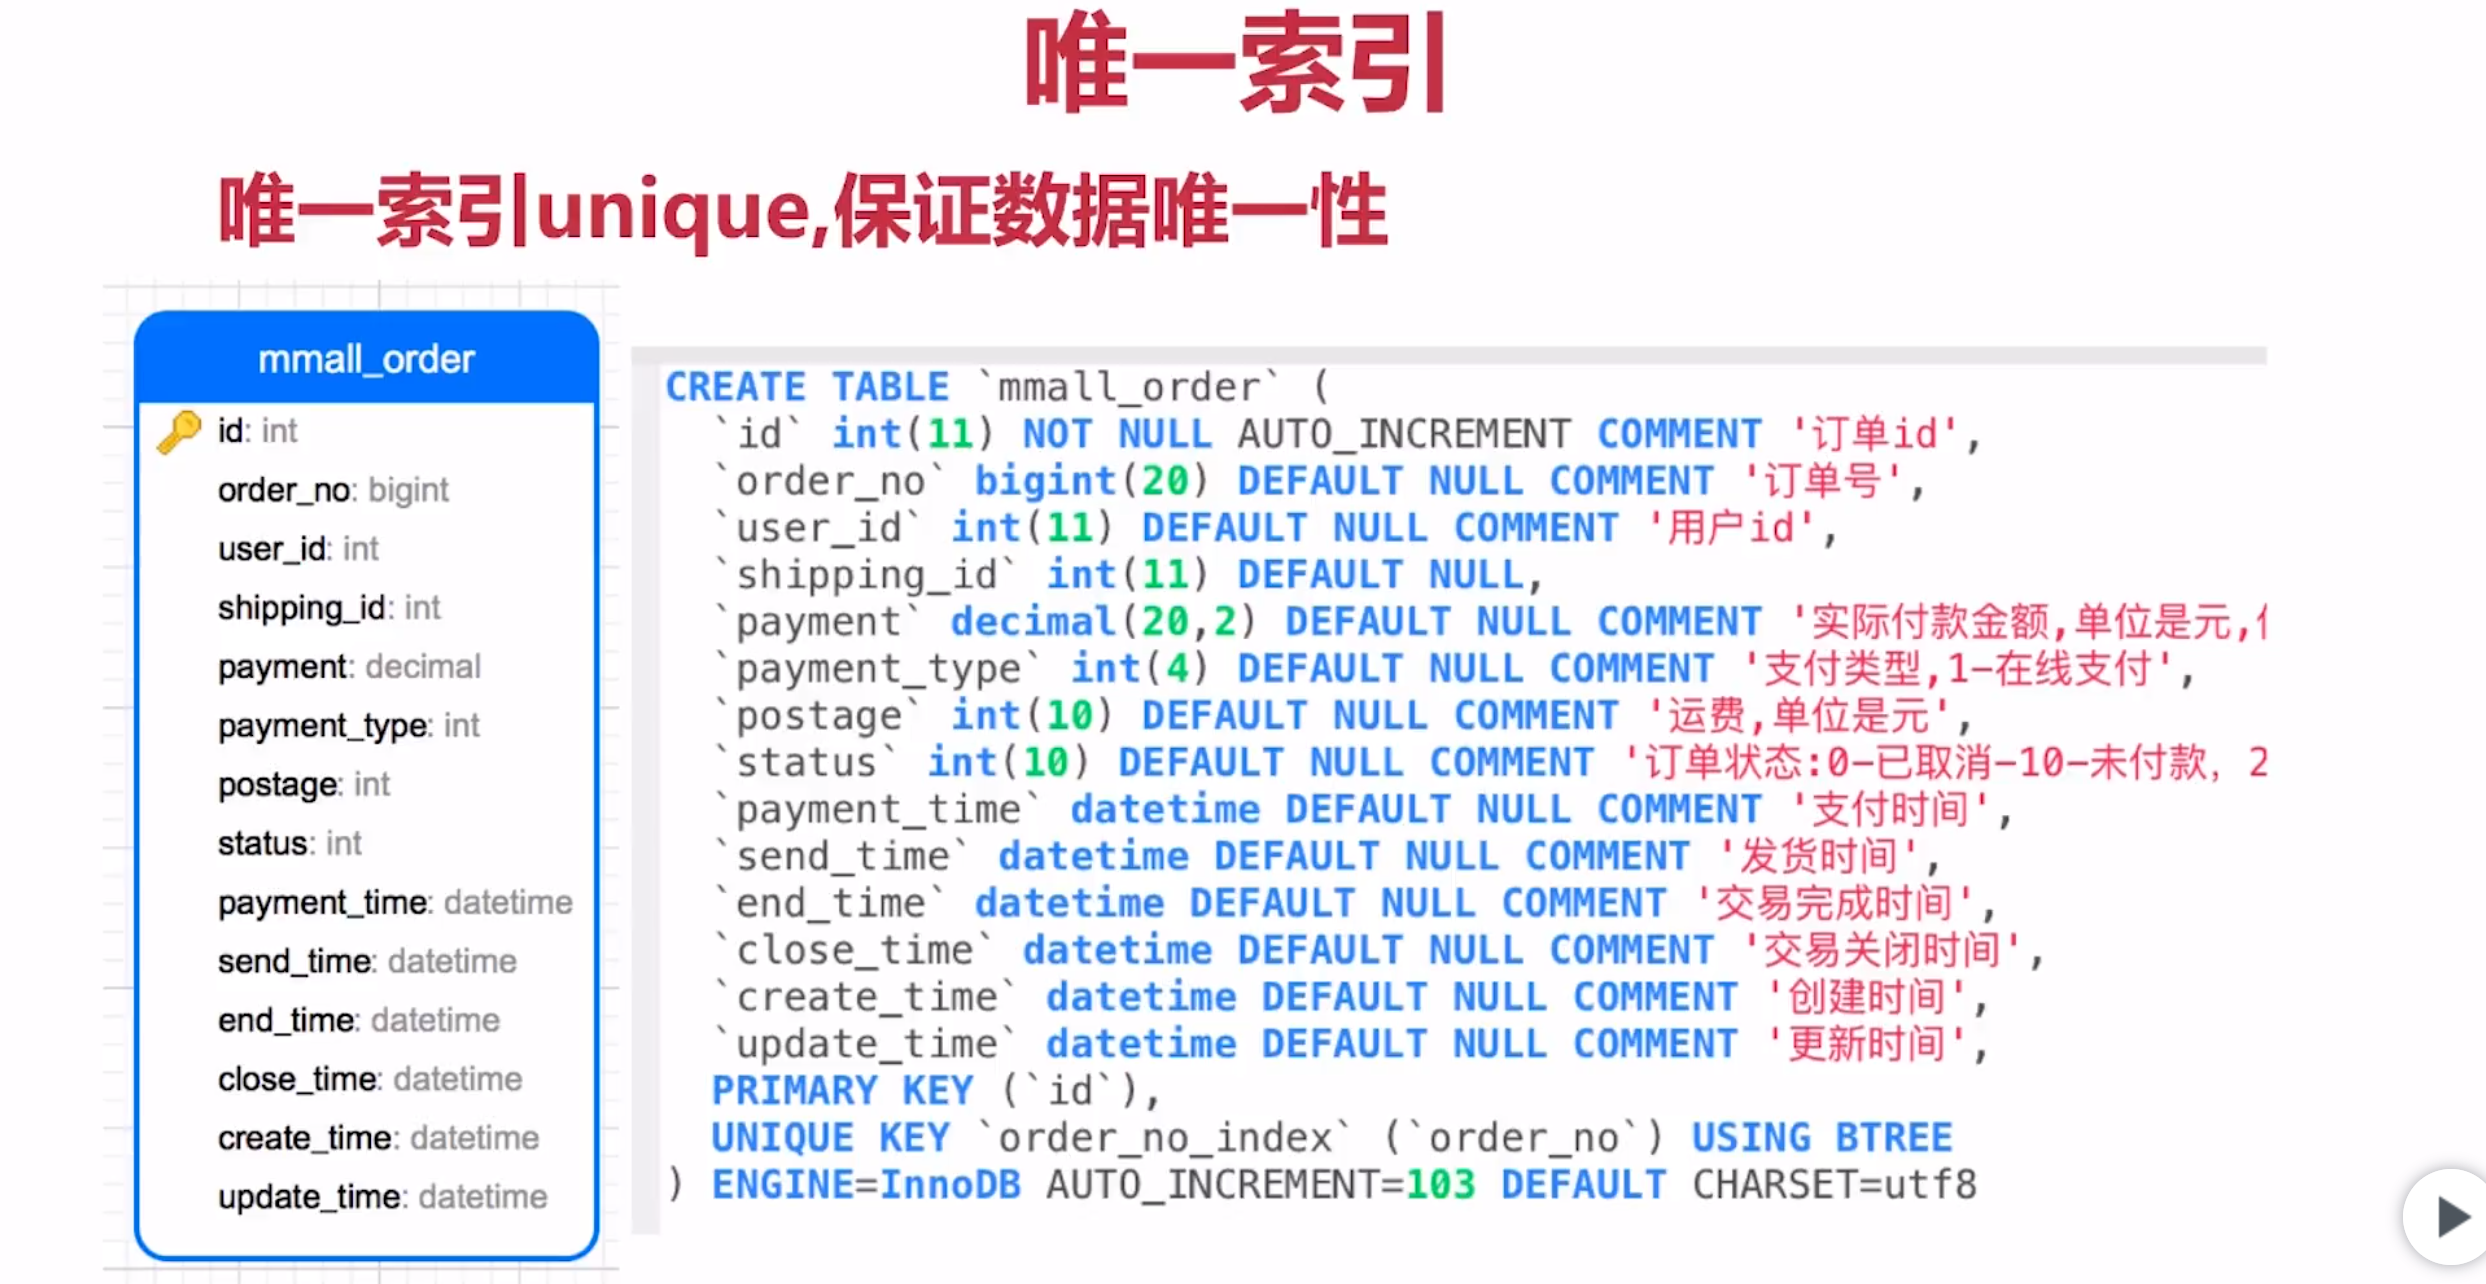 唯一索引
唯一索引unique,保证数据唯一性
mmall_order
id: int
order_no: bigint
user_id: int
shipping_id: int
payment: decimal
payment_type: int
postage: int
status: int
payment_time: datetime
send_time: datetime
end_time: datetime
close_time: datetime
create_time: datetime
update_time: datetime
CREATE TABLE `mmall_order` (
`id` int(11) NOT NULL AUTO_INCREMENT COMMENT '订单id',
`order_no` bigint(20) DEFAULT NULL COMMENT '订单号',
`user_id` int(11) DEFAULT NULL COMMENT '用户id',
`shipping_id` int(11) DEFAULT NULL,
`payment` decimal(20,2) DEFAULT NULL COMMENT '实际付款金额,单位是元,
`payment_type` int(4) DEFAULT NULL COMMENT '支付类型,1-在线支付',
`postage` int(10) DEFAULT NULL COMMENT '运费,单位是元',
`status` int(10) DEFAULT NULL COMMENT '订单状态:0-已取消-10-未付款，2
`payment_time` datetime DEFAULT NULL COMMENT '支付时间',
`send_time` datetime DEFAULT NULL COMMENT '发货时间',
`end_time` datetime DEFAULT NULL COMMENT '交易完成时间',
`close_time` datetime DEFAULT NULL COMMENT '交易关闭时间',
`create_time` datetime DEFAULT NULL COMMENT '创建时间',
`update_time` datetime DEFAULT NULL COMMENT '更新时间',
PRIMARY KEY (`id`),
UNIQUE KEY `order_no_index` (`order_no`) USING BTREE
) ENGINE=InnoDB AUTO_INCREMENT=103 DEFAULT CHARSET=utf8